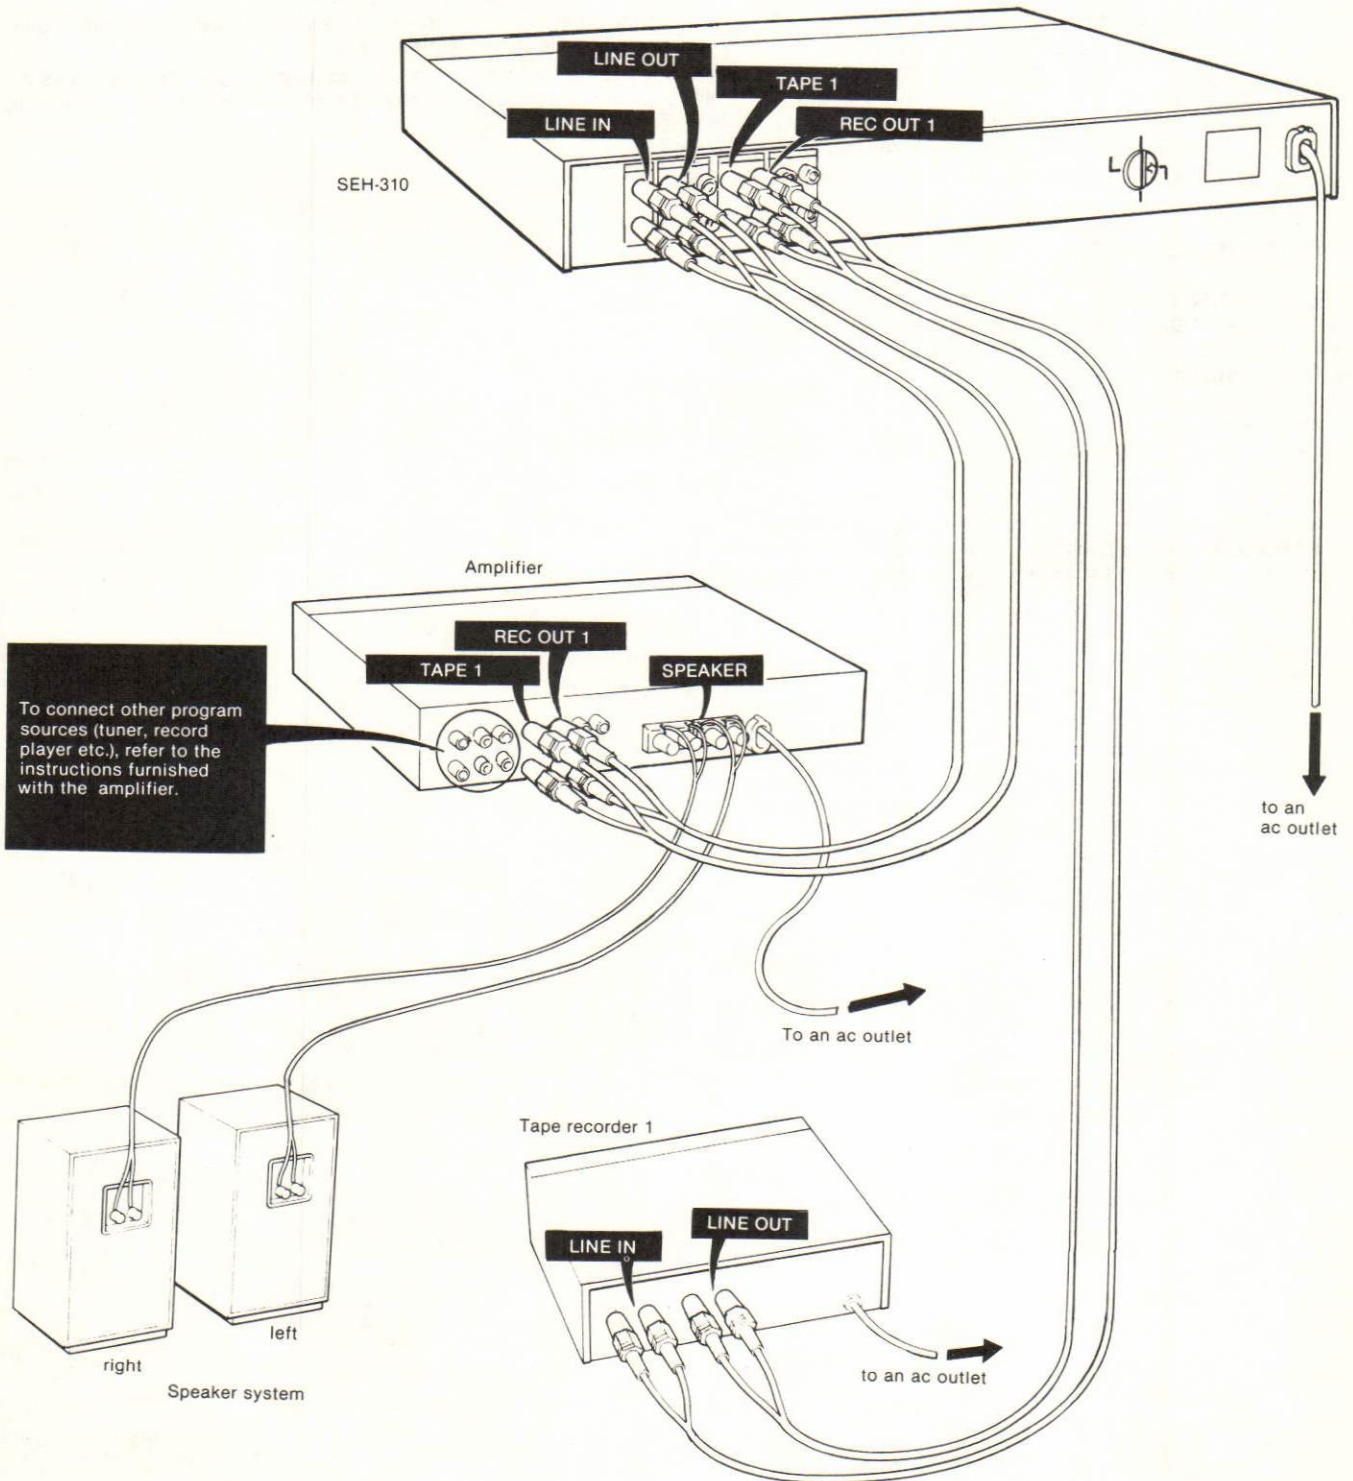 LINE OUT
TAPE 1
LINE IN
REC OUT 1
SEH-310
Amplifier
REC OUT 1
TAPE 1
SPEAKER
To connect other program
sources (tuner, record
player etc.), refer to the
instructions furnished
with the amplifier.
to an
ac outlet
To an ac outlet
Tape recorder 1
LINE OUT
LINE IN
left
right
to an ac outlet
Speaker system